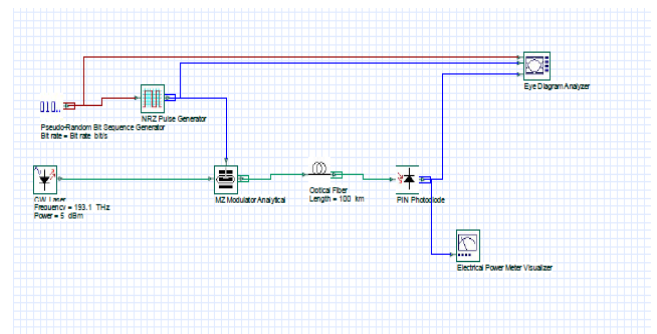 Eye Diagram Analyzer
NRZ Pulse Generator
Pseudo-Random Bit Sequence Generator
Bit rate = Bit rate bit/s
CW Laser
Frequency = 193.1 THz
Power = 5 dBm
MZ Modulator Analytical
Optical Fiber
Length = 100 km
PIN Photodiode
Electrical Power Meter Visualizer